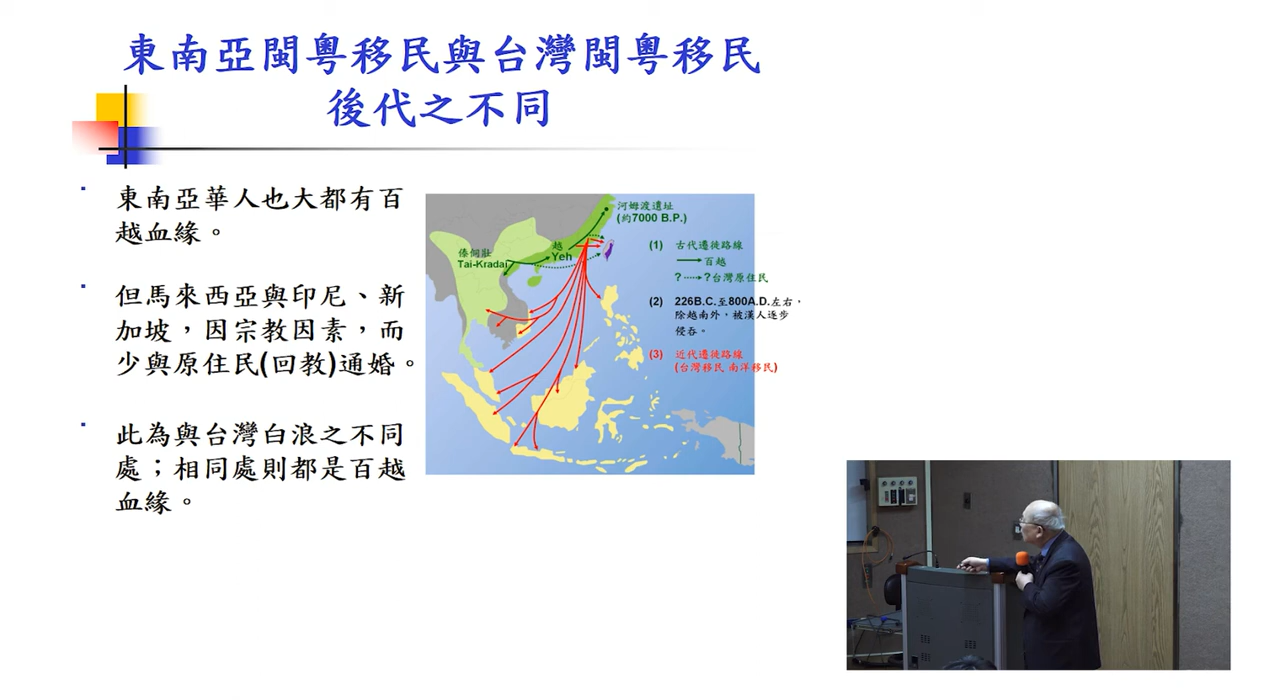 東南亞閩粵移民與台灣閩粵移民
後代之不同
東南亞華人也大都有百
越血緣。
但馬來西亞與印尼、新
加坡，因宗教因素，而
少與原住民(回教)通婚。
此為與台灣白浪之不同
處；相同處則都是百越
血緣。
河姆渡遺址
(約7000 B.P.)
越
Yeh
傣侗壯
Tai-Kradai
(1) 古代遷徙路線
百越
? ? 台灣原住民
(2) 226B.C.至800A.D.左右，
除越南外，被漢人逐步
侵吞。
(3) 近代遷徙路線
(台灣移民 南洋移民)